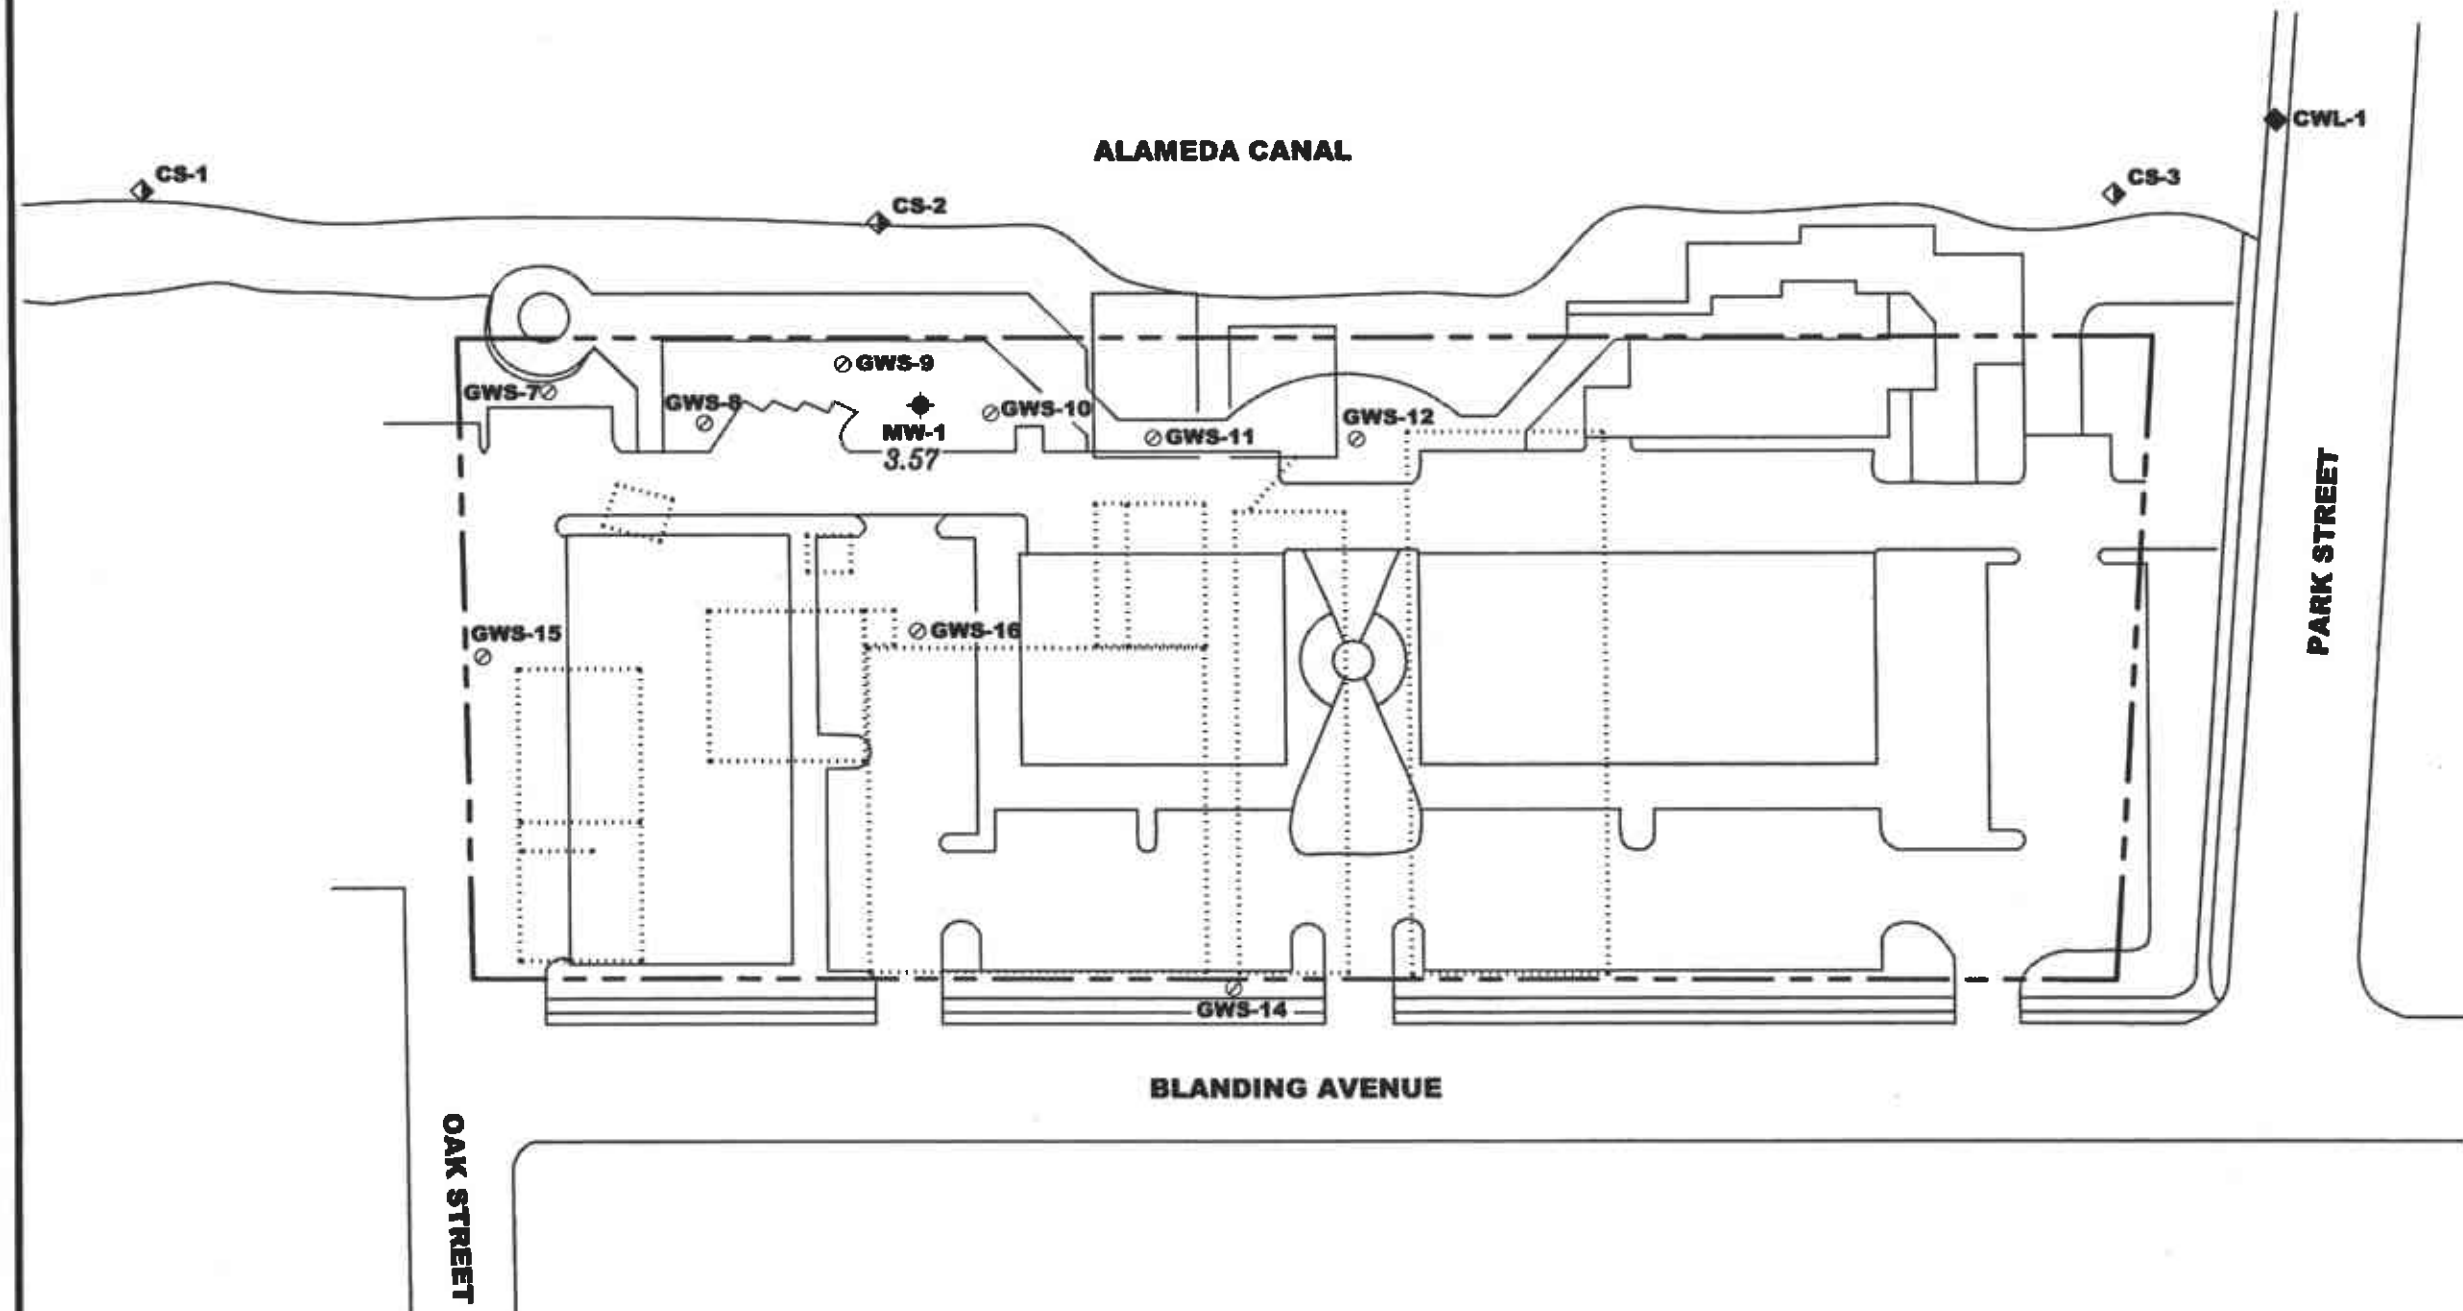 CWL-1
ALAMEDA CANAL
CS-1
CS-3
CS-2
GWS-9
GWS-7
GWS-8
GWS-10
GWS-12
MW-1
GWS-11
3.57
PARK STREET
GWS-15
GWS-16
GWS-14
BLANDING AVENUE
OAK STREET